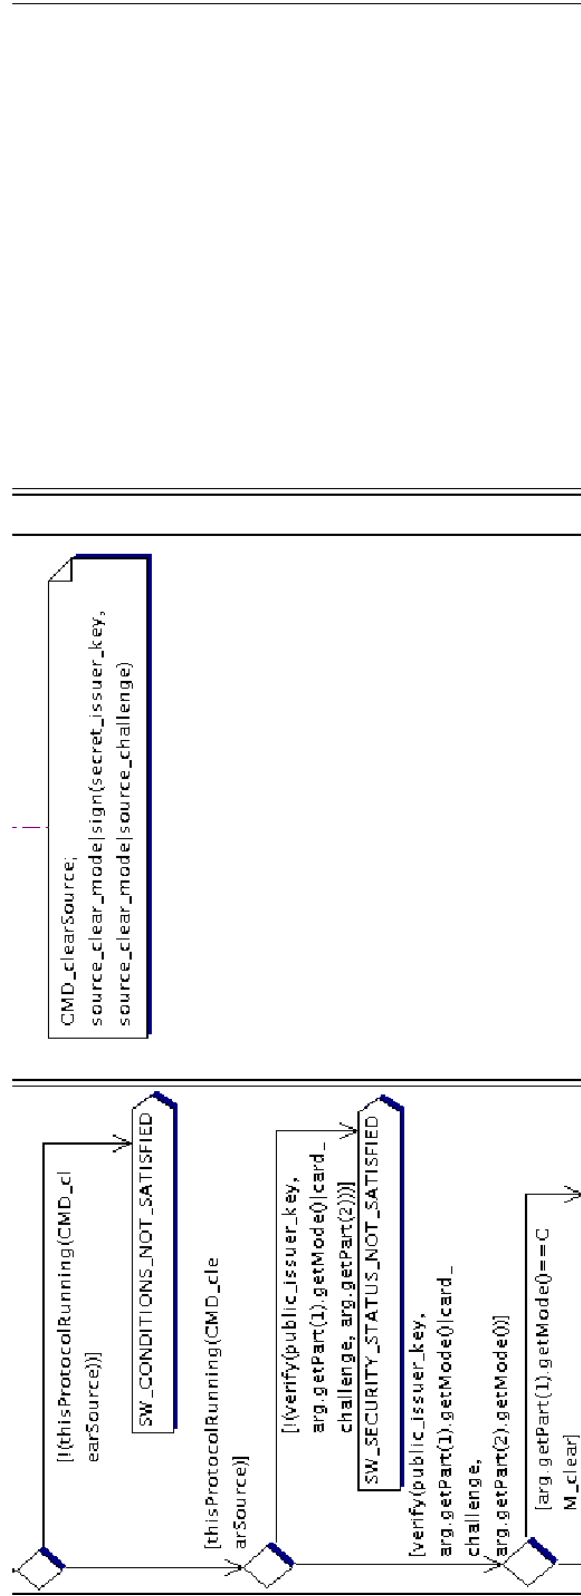 CMD_clearSource;
source_clear_mode|sign(secret_issuer_key,
source_clear_mode|source_challenge)
[!(thisProtocolRunning(CMD_cl
earSource))]
SW_CONDITIONS_NOT_SATISFIED
[thisProtocolRunning(CMD_cle
arSource)]
[!(verify(public_issuer_key,
arg.getPart(1).getMode()|card_
challenge, arg.getPart(2)))]
SW_SECURITY_STATUS_NOT_SATISFIED
[verify(public_issuer_key,
arg.getPart(1).getMode()|card_
challenge,
arg.getPart(2).getMode())]
[arg.getPart(1).getMode()==C
M_clear]